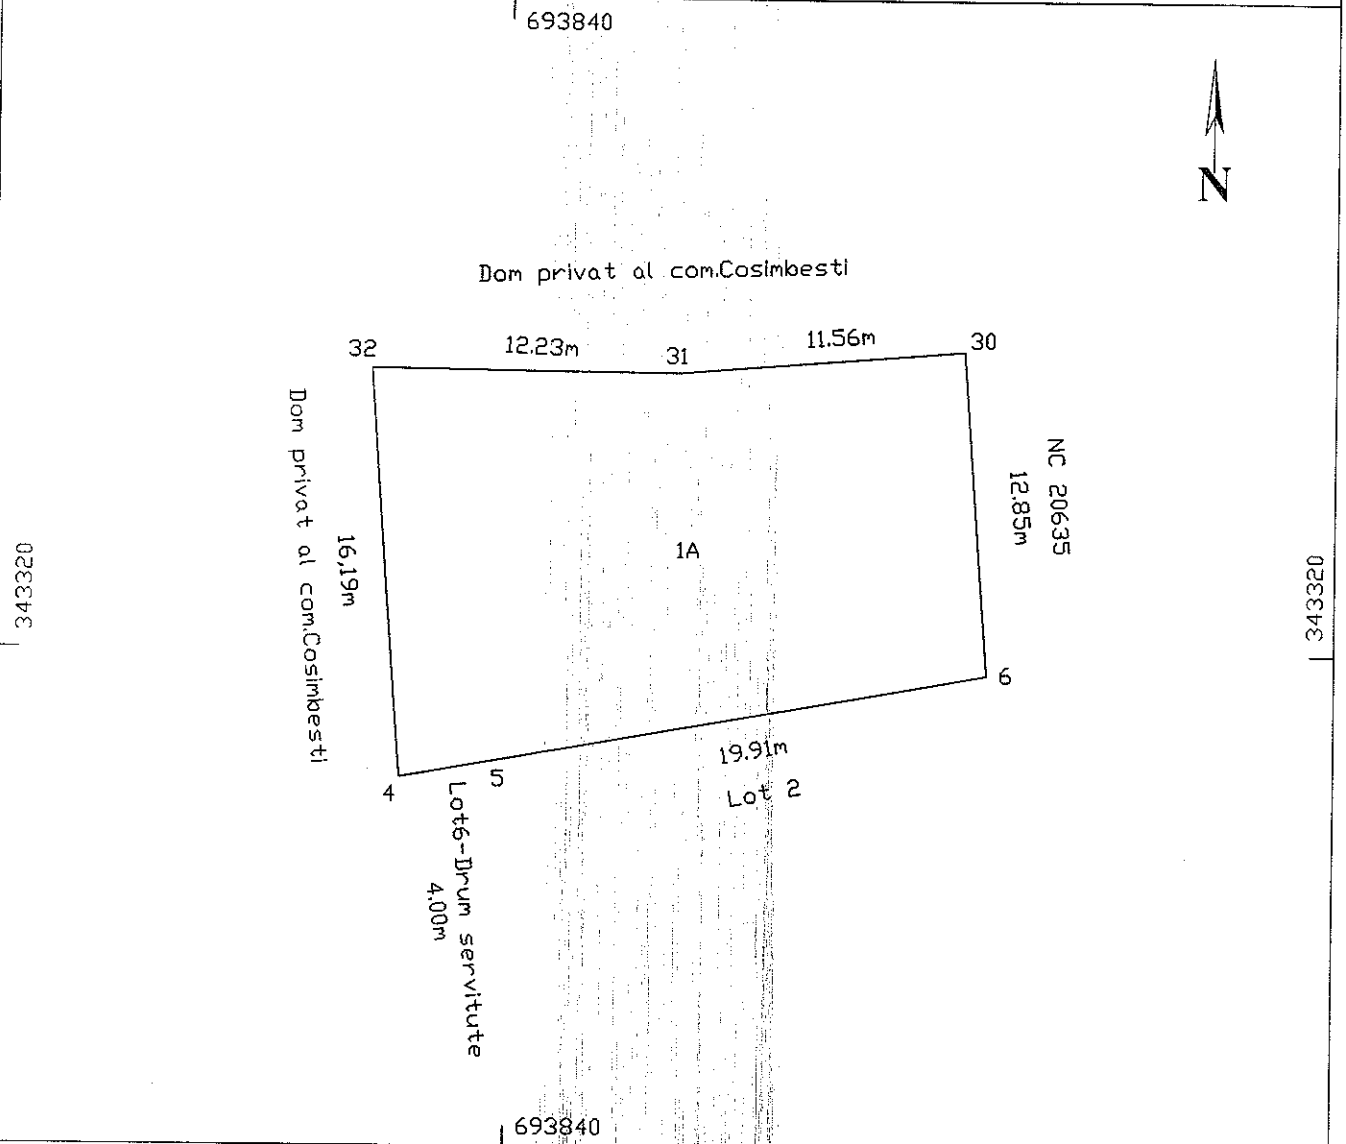 693840
N
Dom privat al com.Cosimbesti
32
12.23m
31
11.56m
30
Dom privat al com.Cosimbesti
16,19m
NC 20635
12.85m
343320
343320
1A
6
19.91m
Lot 2
4
5
Lot6-Drum servitute
4.00m
693840